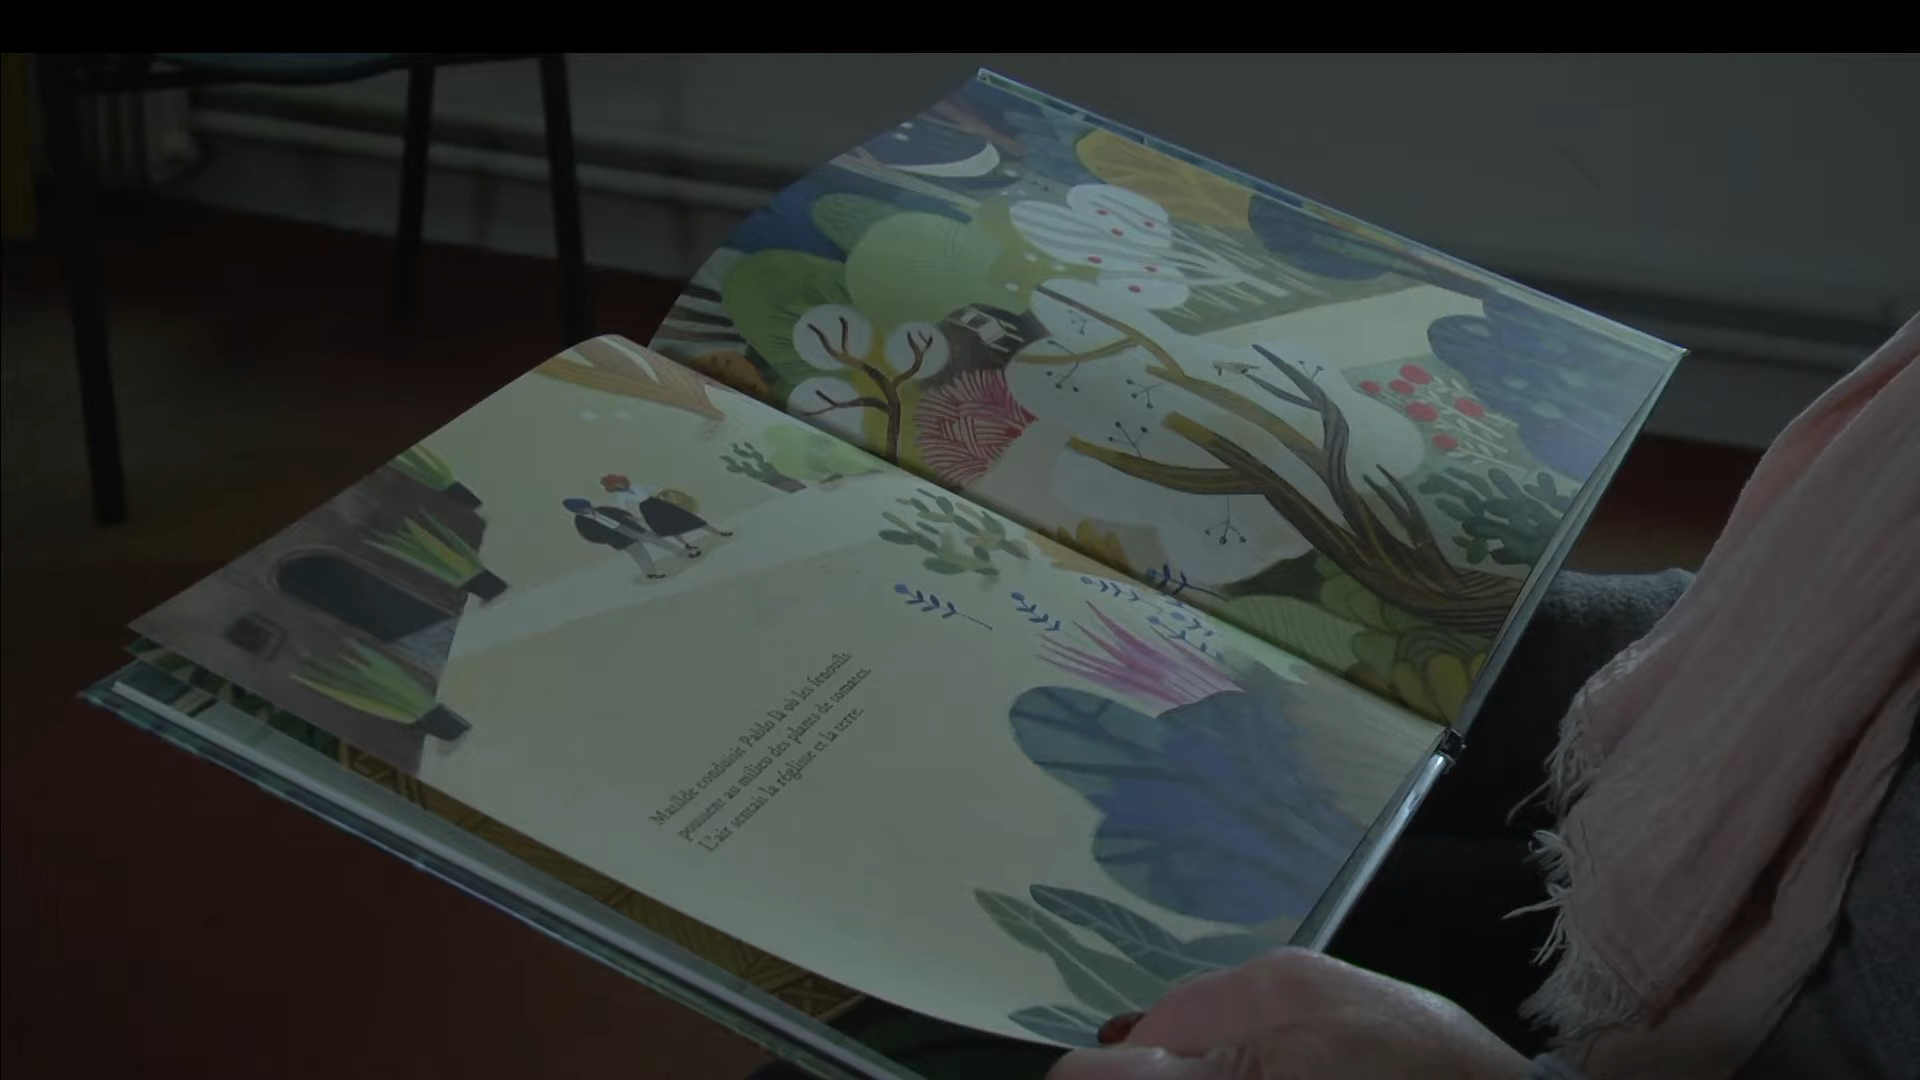 Matilde conduisit Pablo là où les fenouils
poussent au milieu des plants de tomates.
L'air sentait la réglisse et la terre.